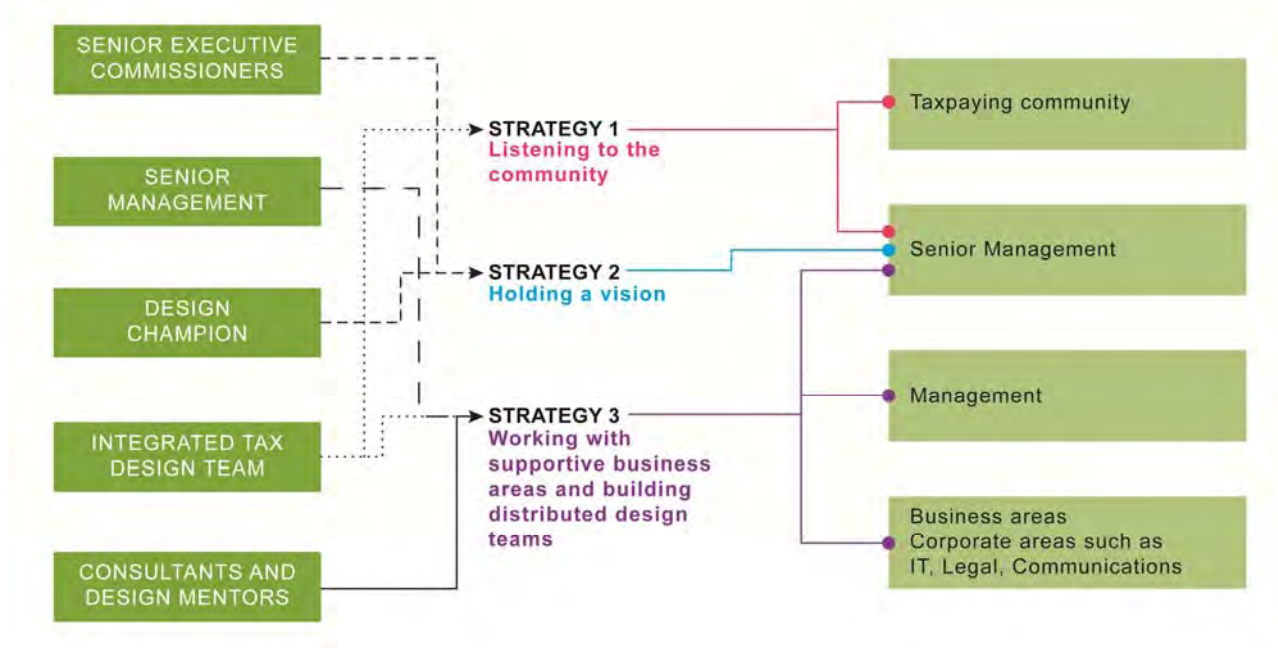 SENIOR EXECUTIVE
COMMISSIONERS
SENIOR
MANAGEMENT
DESIGN
CHAMPION
INTEGRATED TAX
DESIGN TEAM
CONSULTANTS AND
DESIGN MENTORS
STRATEGY 1
Listening to the
community
STRATEGY 2
Holding a vision
STRATEGY 3
Working with
supportive business
areas and building
distributed design
teams
Taxpaying community
Senior Management
Management
Business areas
Corporate areas such as
IT, Legal, Communications